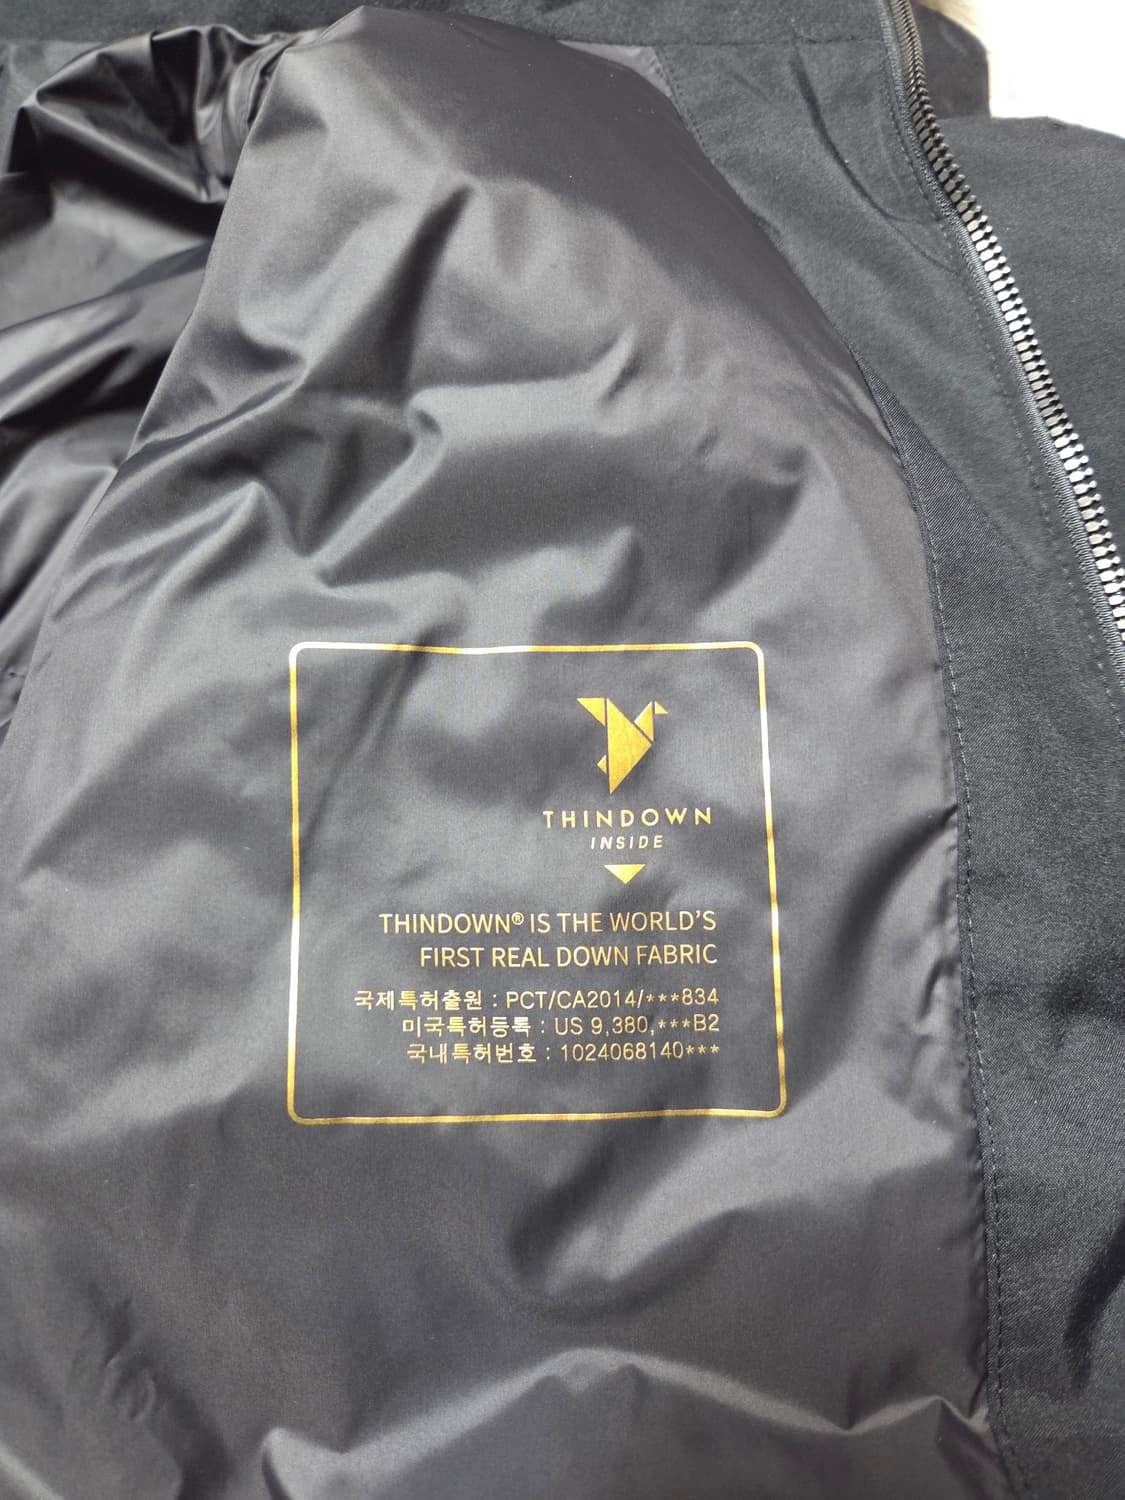 THINDOWN
INSIDE
THINDOWN® IS THE WORLD'S
FIRST REAL DOWN FABRIC
국제특허출원 : PCT/CA2014/***834
미국특허등록 : US 9,380,***B2
국내특허번호 : 1024068140***